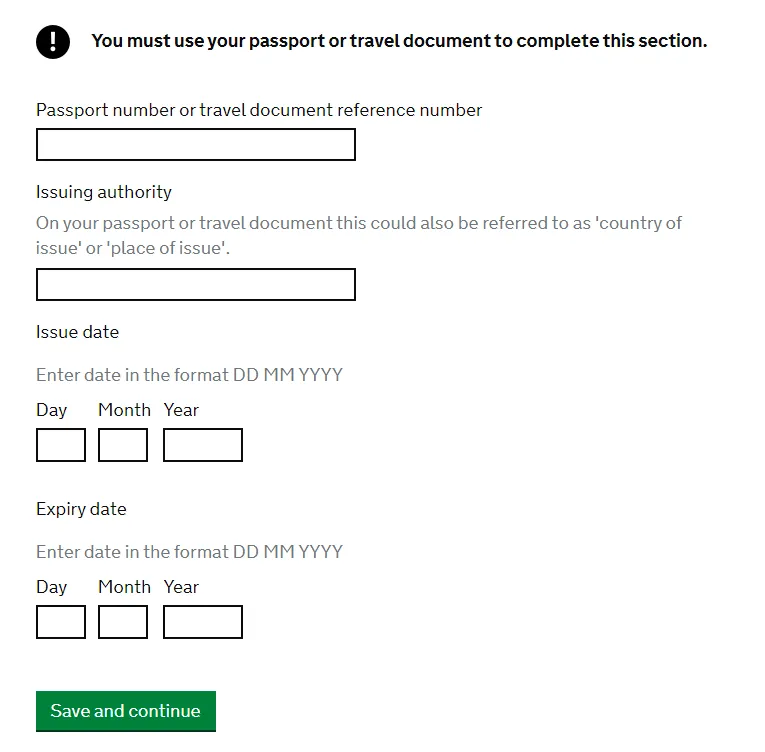 ! You must use your passport or travel document to complete this section.
Passport number or travel document reference number
Issuing authority
On your passport or travel document this could also be referred to as 'country of
issue' or 'place of issue'.
Issue date
Enter date in the format DD MM YYYY
Day Month Year
Expiry date
Enter date in the format DD MM YYYY
Day Month Year
Save and continue